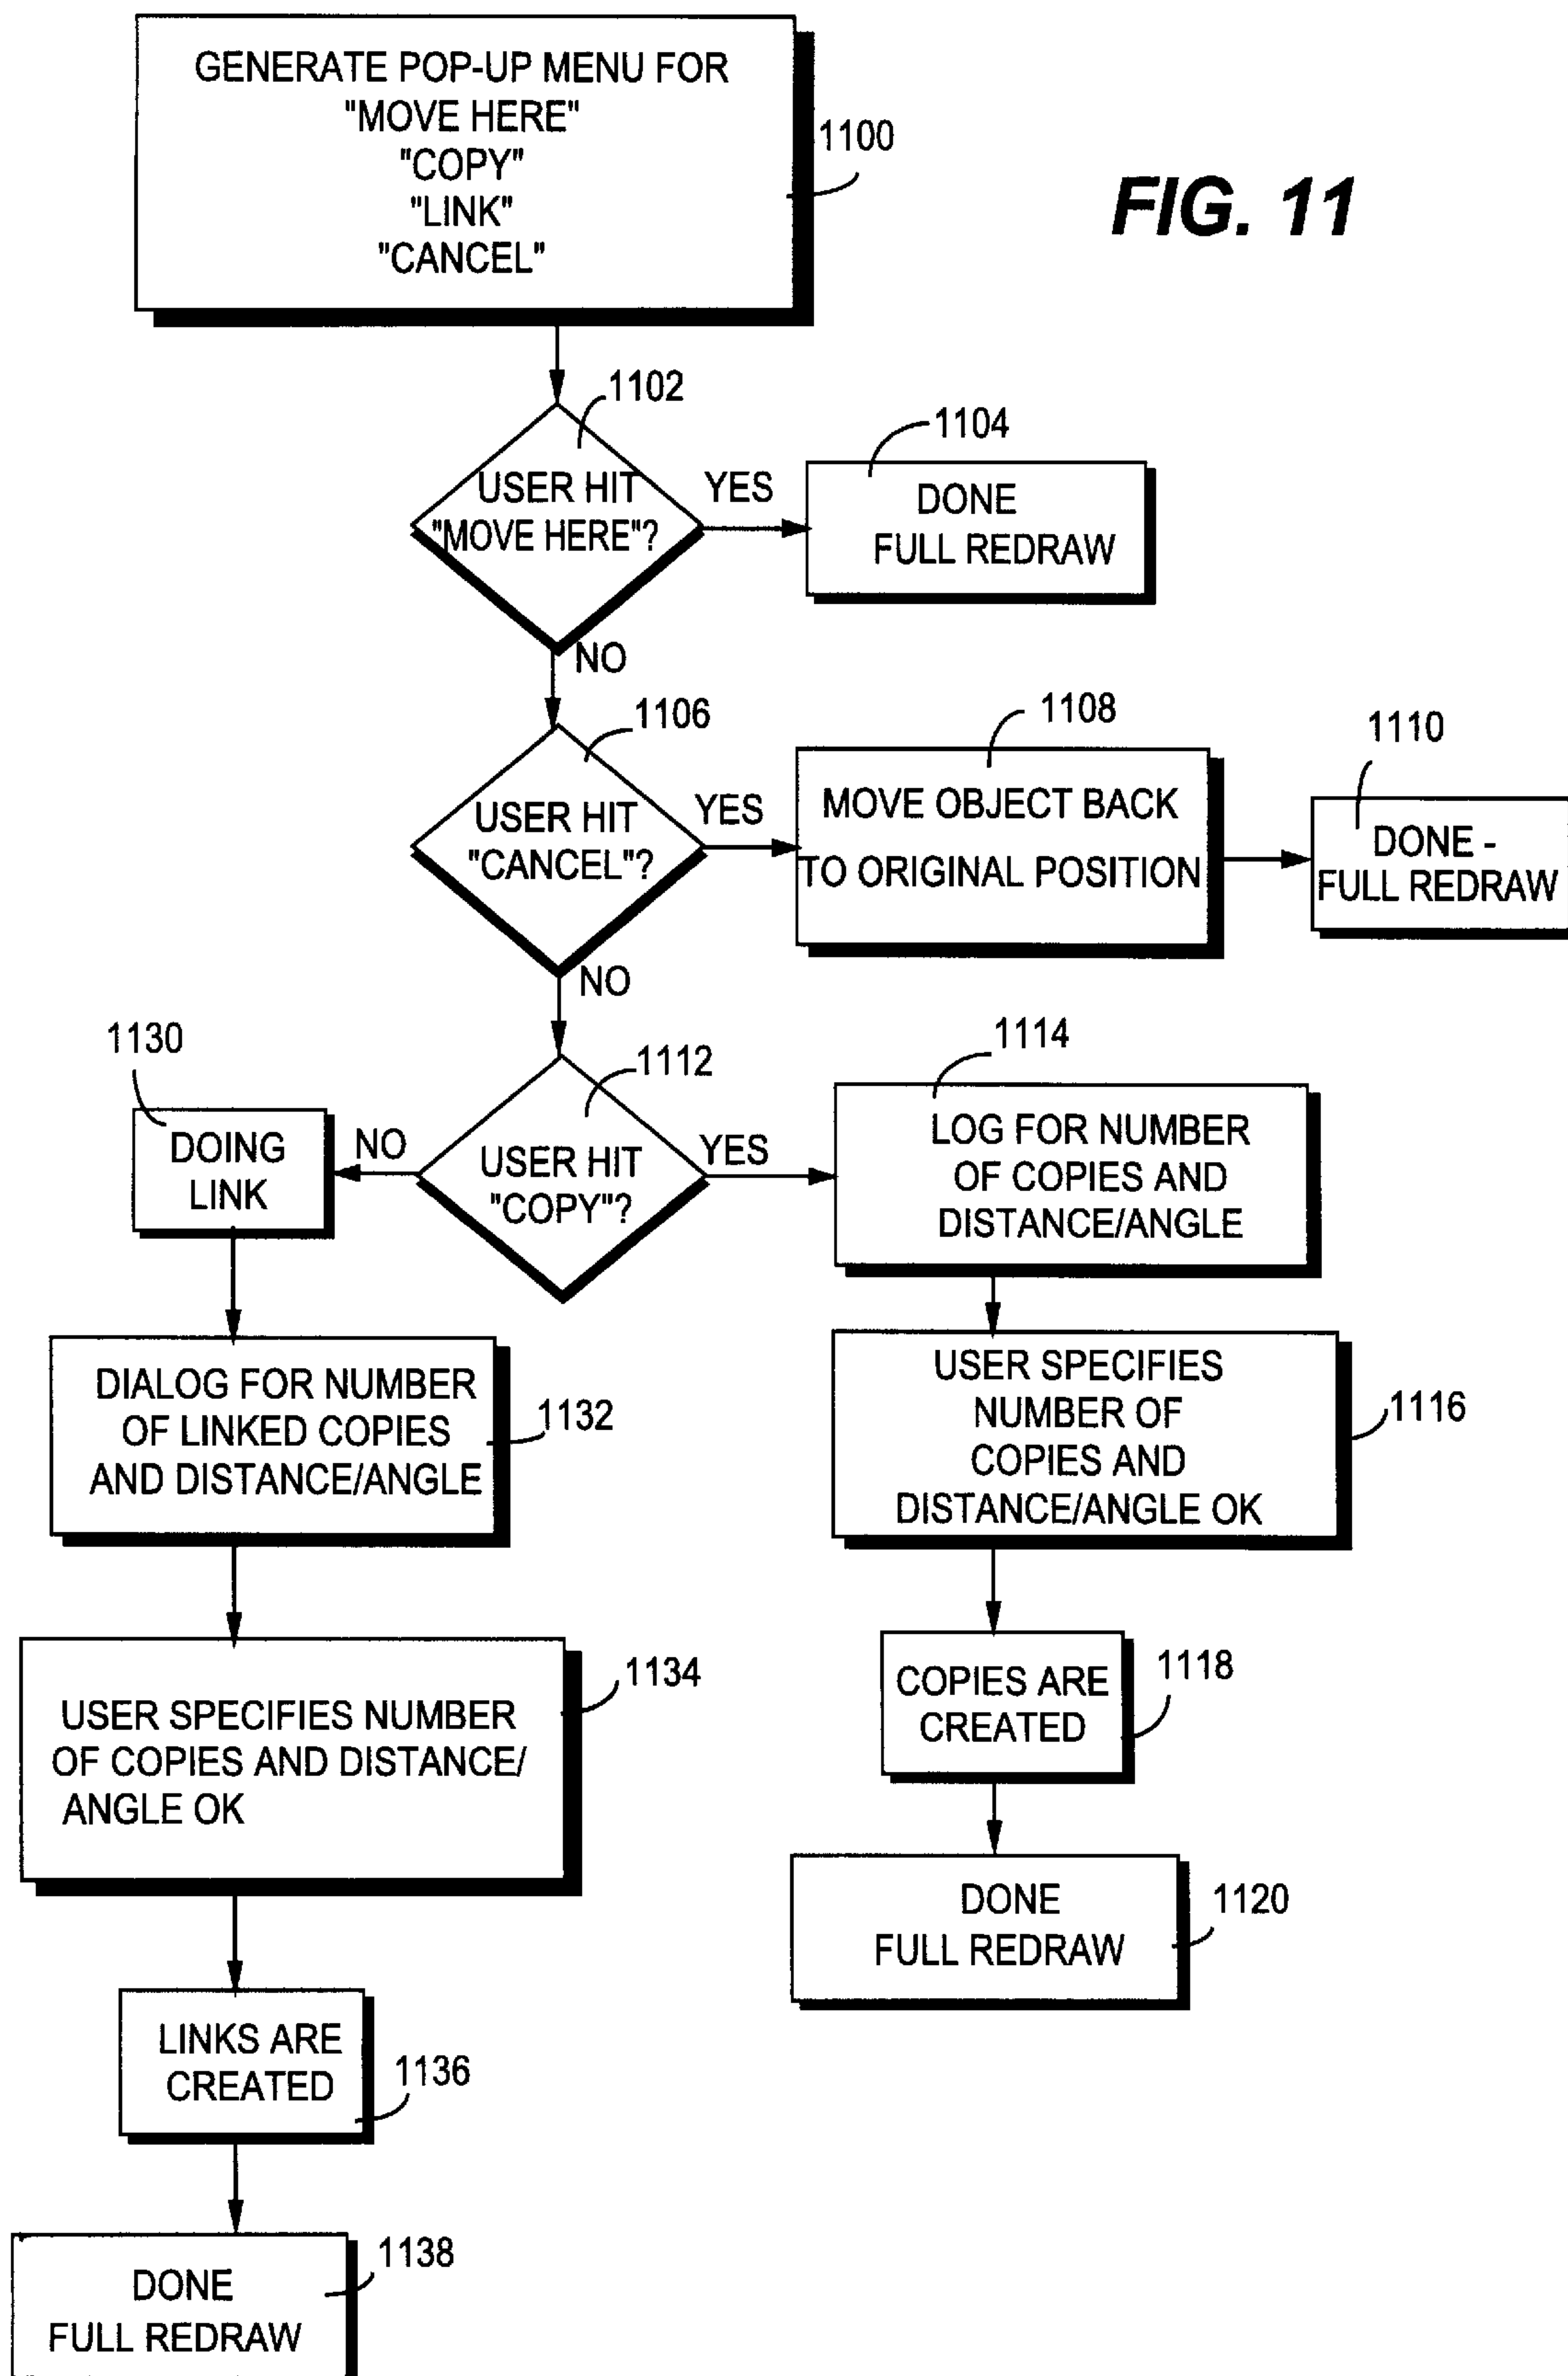 GENERATE POP-UP MENU FOR
"MOVE HERE"
"COPY"
"LINK"
"CANCEL"
1100
FIG. 11
1102
USER HIT
"MOVE HERE"?
YES
1104
DONE
FULL REDRAW
NO
1106
USER HIT
"CANCEL"?
YES
1108
MOVE OBJECT BACK
TO ORIGINAL POSITION
1110
DONE -
FULL REDRAW
NO
1112
USER HIT
"COPY"?
YES
1114
LOG FOR NUMBER
OF COPIES AND
DISTANCE/ANGLE
NO
1130
DOING
LINK
1116
USER SPECIFIES
NUMBER OF
COPIES AND
DISTANCE/ANGLE OK
DIALOG FOR NUMBER
OF LINKED COPIES
AND DISTANCE/ANGLE
1132
COPIES ARE
CREATED
1118
USER SPECIFIES NUMBER
OF COPIES AND DISTANCE/
ANGLE OK
1134
DONE
FULL REDRAW
1120
LINKS ARE
CREATED
1136
DONE
FULL REDRAW
1138